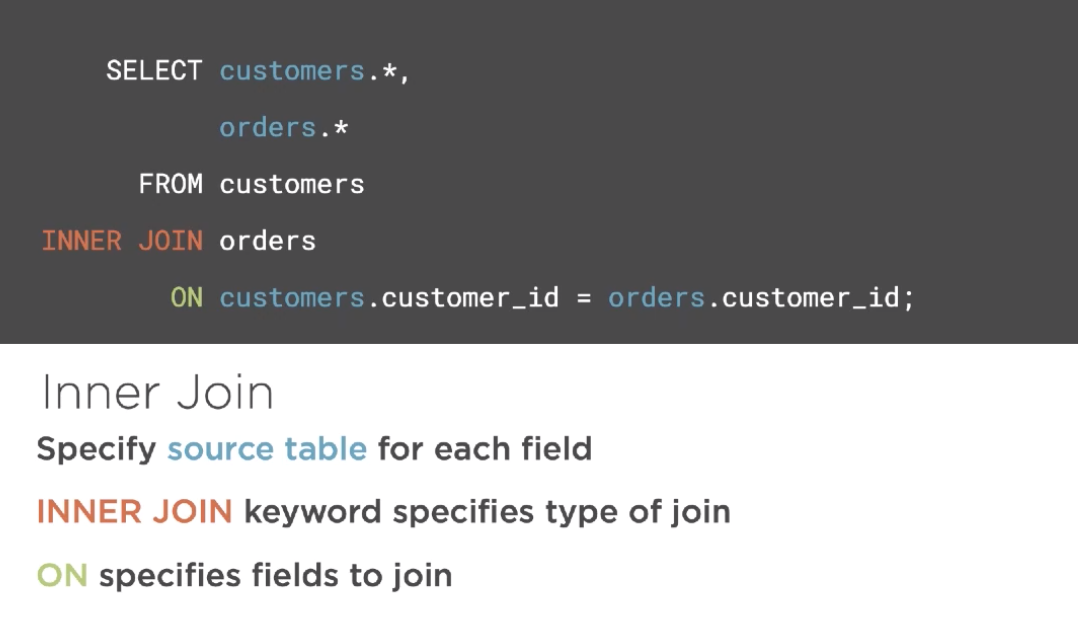 SELECT customers.*,
orders.*
FROM customers
INNER JOIN orders
ON customers.customer_id = orders.customer_id;
Inner Join
Specify source table for each field
INNER JOIN keyword specifies type of join
ON specifies fields to join